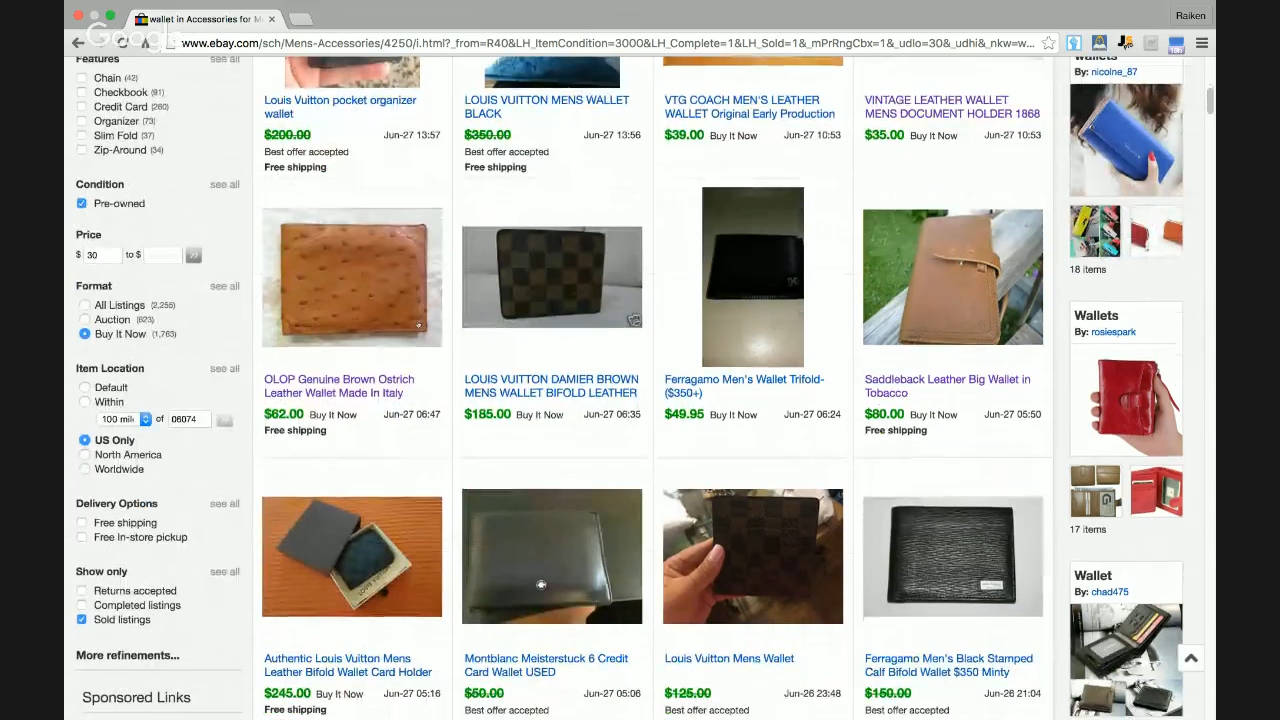 wallet in Accessories for M
Raiken
Google
www.ebay.com/sch/Mens-Accessories/4250/i.html?_from=R40&LH_ItemCondition=3000&LH_Complete=1&LH_Sold=1&_mPrRngCbx=1&_udlo=30&_udhi&_nkw=w...
Features see all
Chain (42)
Checkbook (91)
Credit Card (260)
Organizer (73)
Slim Fold (37)
Zip-Around (34)
Condition see all
Pre-owned
Price
$ 30 to $
Format see all
All Listings (2,255)
Auction (623)
Buy It Now (1,763)
Item Location see all
Default
Within
100 mil of 06074
US Only
North America
Worldwide
Delivery Options see all
Free shipping
Free In-store pickup
Show only see all
Returns accepted
Completed listings
Sold listings
More refinements...
Sponsored Links
Louis Vuitton pocket organizer
wallet
$200.00 Jun-27 13:57
Best offer accepted
Free shipping
LOUIS VUITTON MENS WALLET
BLACK
$350.00 Jun-27 13:56
Best offer accepted
Free shipping
VTG COACH MEN'S LEATHER
WALLET Original Early Production
$39.00 Buy It Now Jun-27 10:53
VINTAGE LEATHER WALLET
MENS DOCUMENT HOLDER 1868
$35.00 Buy It Now Jun-27 10:53
OLOP Genuine Brown Ostrich
Leather Wallet Made In Italy
$62.00 Buy It Now Jun-27 06:47
Free shipping
LOUIS VUITTON DAMIER BROWN
MENS WALLET BIFOLD LEATHER
$185.00 Buy It Now Jun-27 06:35
Ferragamo Men's Wallet Trifold-
($350+)
$49.95 Buy It Now Jun-27 06:24
Saddleback Leather Big Wallet in
Tobacco
$80.00 Buy It Now Jun-27 05:50
Free shipping
Authentic Louis Vuitton Mens
Leather Bifold Wallet Card Holder
$245.00 Buy It Now Jun-27 05:16
Free shipping
Montblanc Meisterstuck 6 Credit
Card Wallet USED
$50.00 Jun-27 05:06
Best offer accepted
Louis Vuitton Mens Wallet
$125.00 Jun-26 23:48
Best offer accepted
Ferragamo Men's Black Stamped
Calf Bifold Wallet $350 Minty
$150.00 Jun-26 21:04
Best offer accepted
Wallets
By: nicolne_87
18 items
Wallets
By: rosiespark
17 items
Wallet
By: chad475